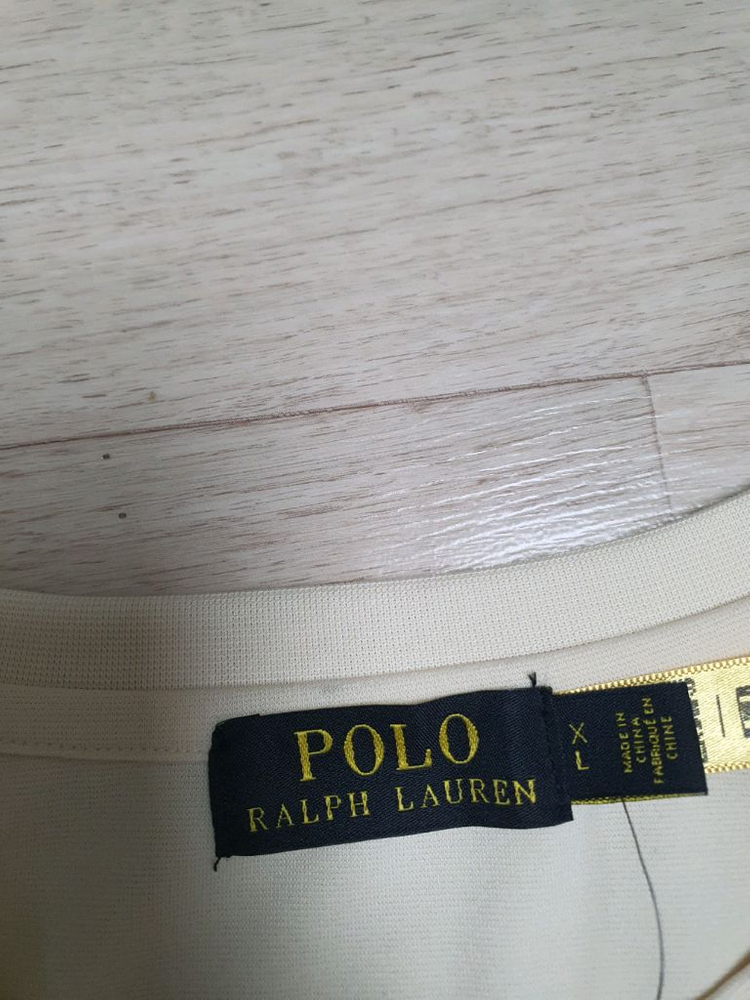 POLO
RALPH LAUREN
X
L
MADE IN
CHINA
FABRIQUÉ EN
CHINE